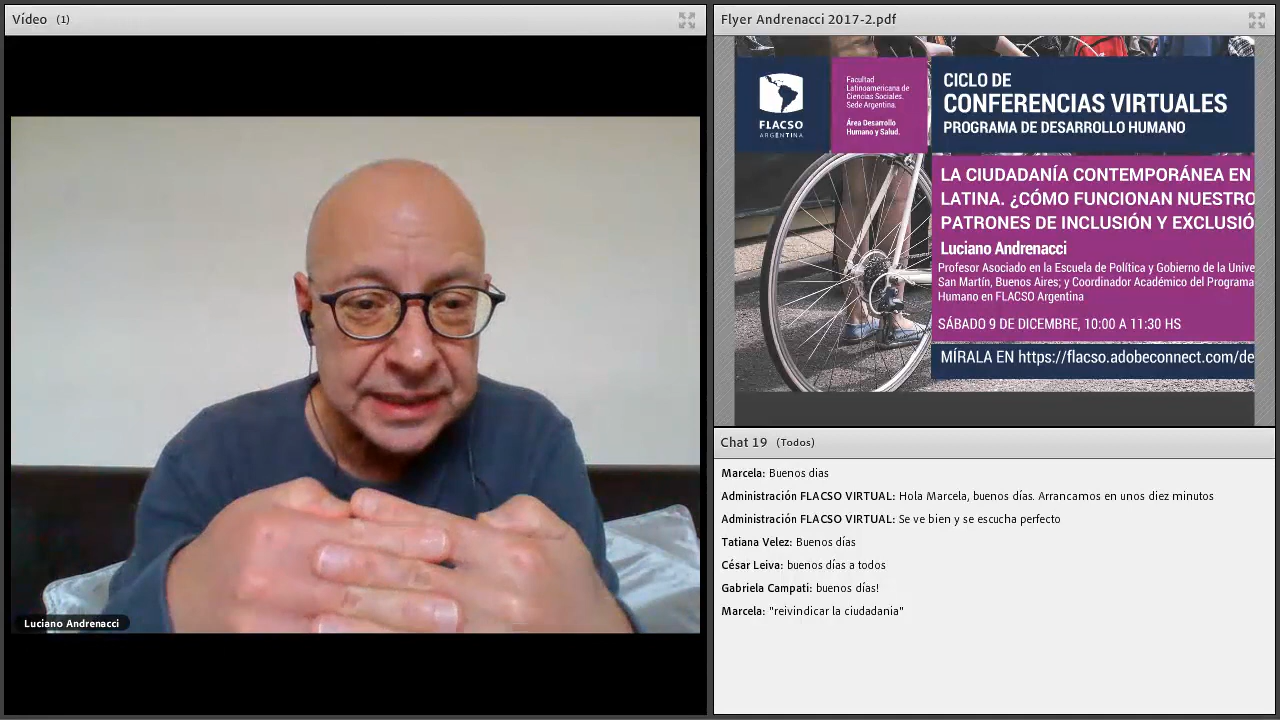 Vídeo (1)
Luciano Andrenacci
Flyer Andrenacci 2017-2.pdf
FLACSO
ARGENTINA
Facultad
Latinoamericana de
Ciencias Sociales.
Sede Argentina.
Área Desarrollo
Humano y Salud.
CICLO DE
CONFERENCIAS VIRTUALES
PROGRAMA DE DESARROLLO HUMANO
LA CIUDADANÍA CONTEMPORÁNEA EN
LATINA. ¿CÓMO FUNCIONAN NUESTRO
PATRONES DE INCLUSIÓN Y EXCLUSIÓ
Luciano Andrenacci
Profesor Asociado en la Escuela de Política y Gobierno de la Unive
San Martín, Buenos Aires; y Coordinador Académico del Programa
Humano en FLACSO Argentina
SÁBADO 9 DE DICIEMBRE, 10:00 A 11:30 HS
MÍRALA EN https://flacso.adobeconnect.com/de
Chat 19 (Todos)
Marcela: Buenos dias
Administración FLACSO VIRTUAL: Hola Marcela, buenos días. Arrancamos en unos diez minutos
Administración FLACSO VIRTUAL: Se ve bien y se escucha perfecto
Tatiana Velez: Buenos días
César Leiva: buenos días a todos
Gabriela Campati: buenos días!
Marcela: "reivindicar la ciudadania"